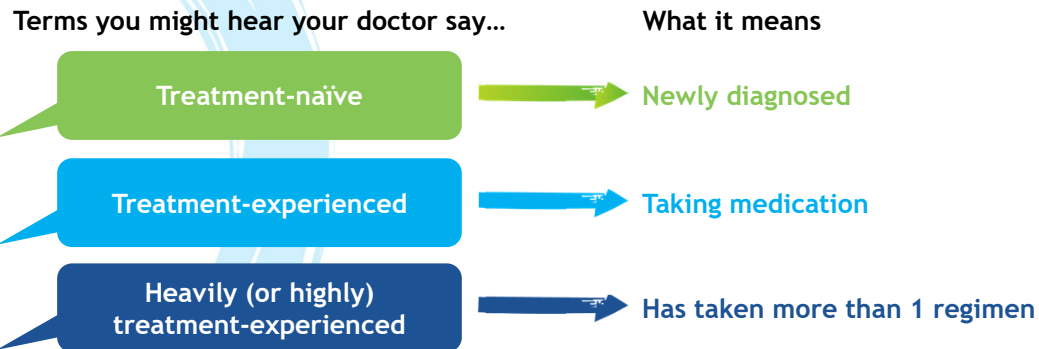 Terms you might hear your doctor say… What it means
Treatment-naïve Newly diagnosed
Treatment-experienced Taking medication
Heavily (or highly)
treatment-experienced Has taken more than 1 regimen